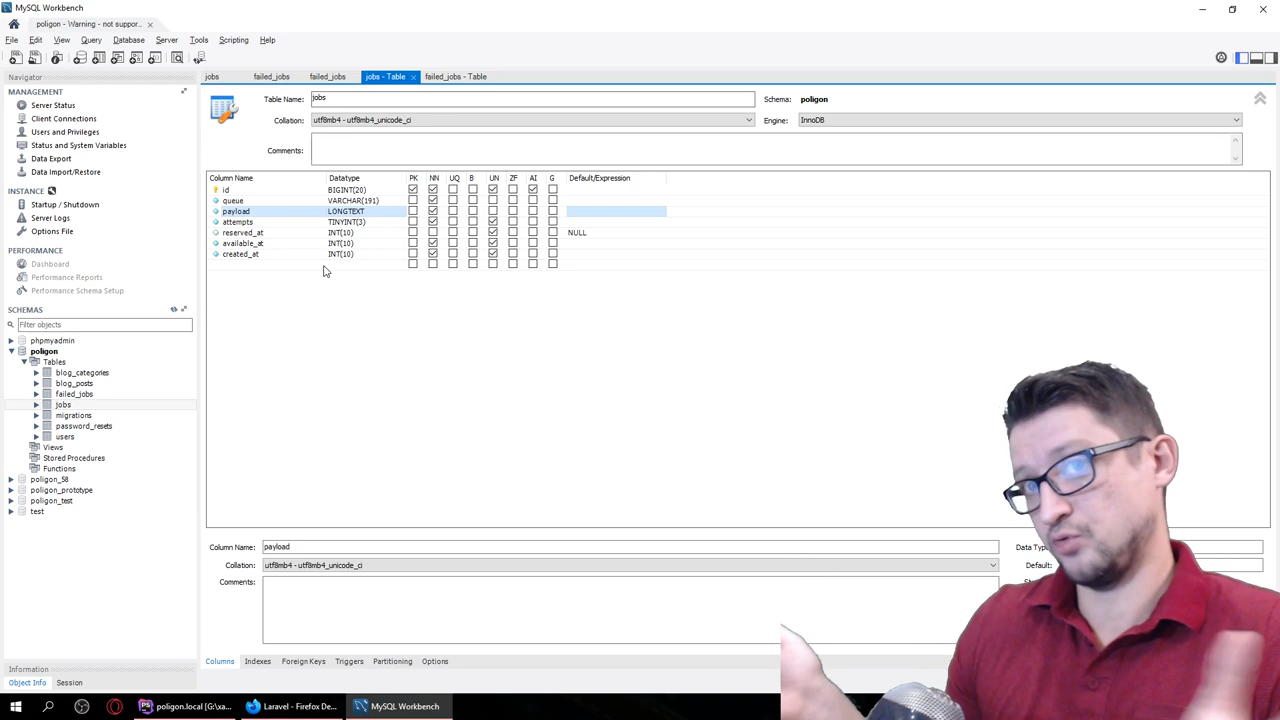 MySQL Workbench
poligon - Warning - not suppor...
File Edit View Query Database Server Tools Scripting Help
Navigator
MANAGEMENT
Server Status
Client Connections
Users and Privileges
Status and System Variables
Data Export
Data Import/Restore
INSTANCE
Startup / Shutdown
Server Logs
Options File
PERFORMANCE
Dashboard
Performance Reports
Performance Schema Setup
SCHEMAS
Filter objects
phpmyadmin
poligon
Tables
blog_categories
blog_posts
failed_jobs
jobs
migrations
password_resets
users
Views
Stored Procedures
Functions
poligon_58
poligon_prototype
poligon_test
test
Information
Object Info Session
jobs failed_jobs failed_jobs jobs - Table failed_jobs - Table
Table Name: jobs Schema: poligon
Collation: utf8mb4 - utf8mb4_unicode_ci Engine: InnoDB
Comments:
Column Name Datatype PK NN UQ B UN ZF AI G Default/Expression
id BIGINT(20)
queue VARCHAR(191)
payload LONGTEXT
attempts TINYINT(3)
reserved_at INT(10) NULL
available_at INT(10)
created_at INT(10)
Column Name: payload Data Typ
Collation: utf8mb4 - utf8mb4_unicode_ci Default:
Comments:
Columns Indexes Foreign Keys Triggers Partitioning Options
poligon.local [G:\xa... Laravel - Firefox De... MySQL Workbench